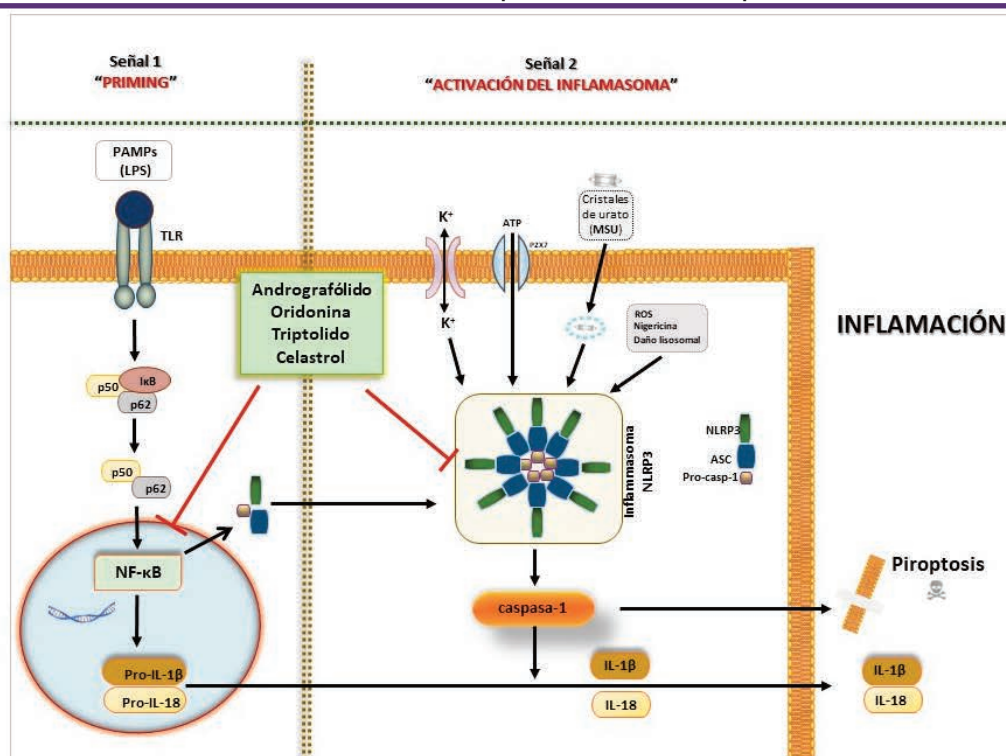 Señal 1
“PRIMING”
Señal 2
“ACTIVACIÓN DEL INFLAMASOMA”
PAMPs
(LPS)
TLR
K⁺
ATP
P2X7
Cristales
de urato
(MSU)
Andrografólido
Oridonina
Triptolido
Celastrol
K⁺
ROS
Nigericina
Daño lisosomal
INFLAMACIÓN
p50
IκB
p62
p50
p62
NLRP3
ASC
Pro-casp-1
Inflammasoma
NLRP3
NF-κB
caspasa-1
Piroptosis
Pro-IL-1β
Pro-IL-18
IL-1β
IL-18
IL-1β
IL-18